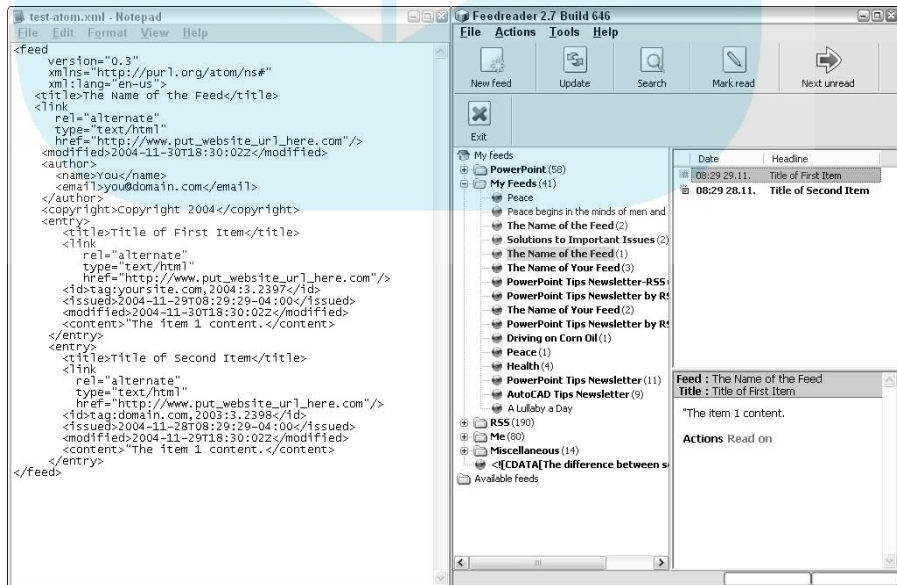 test-atom.xml - Notepad
File Edit Format View Help
<feed
version="0.3"
xmlns="http://purl.org/atom/ns#"
xml:lang="en-us">
<title>The Name of the Feed</title>
<link
rel="alternate"
type="text/html"
href="http://www.put_website_url_here.com"/>
<modified>2004-11-30T18:30:02Z</modified>
<author>
<name>You</name>
<email>you@domain.com</email>
</author>
<copyright>Copyright 2004</copyright>
<entry>
<title>Title of First Item</title>
<link
rel="alternate"
type="text/html"
href="http://www.put_website_url_here.com"/>
<id>tag:yoursite.com,2004:3.2397</id>
<issued>2004-11-29T08:29:29-04:00</issued>
<modified>2004-11-30T18:30:02Z</modified>
<content>"The item 1 content.</content>
</entry>
<entry>
<title>Title of Second Item</title>
<link
rel="alternate"
type="text/html"
href="http://www.put_website_url_here.com"/>
<id>tag:domain.com,2003:3.2398</id>
<issued>2004-11-28T08:29:29-04:00</issued>
<modified>2004-11-29T18:30:02Z</modified>
<content>"The item 1 content.</content>
</entry>
</feed>
Feedreader 2.7 Build 646
File Actions Tools Help
New feed Update Search Mark read Next unread
Exit
My feeds
PowerPoint (58)
My Feeds (41)
Peace
Peace begins in the minds of men and
The Name of the Feed (2)
Solutions to Important Issues (2)
The Name of the Feed (1)
The Name of Your Feed (3)
PowerPoint Tips Newsletter-RSS
PowerPoint Tips Newsletter by RS
The Name of Your Feed (2)
PowerPoint Tips Newsletter by RS
Driving on Corn Oil (1)
Peace (1)
Health (4)
PowerPoint Tips Newsletter (11)
AutoCAD Tips Newsletter (9)
A Lullaby a Day
RSS (190)
Me (80)
Miscellaneous (14)
<![CDATA[The difference between s
Available feeds
Date Headline
08:29 29.11. Title of First Item
08:29 28.11. Title of Second Item
Feed : The Name of the Feed
Title : Title of First Item
"The item 1 content.
Actions Read on